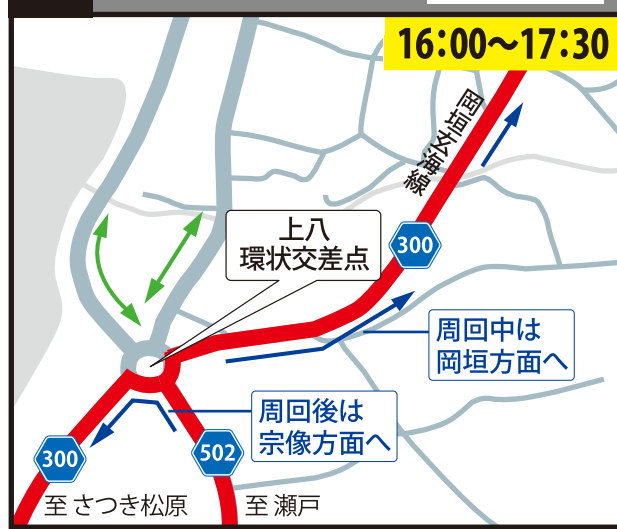 16:00〜17:30
岡垣玄海線
上八
環状交差点
300
周回中は
岡垣方面へ
周回後は
宗像方面へ
300
502
至 さつき松原
至 瀬戸